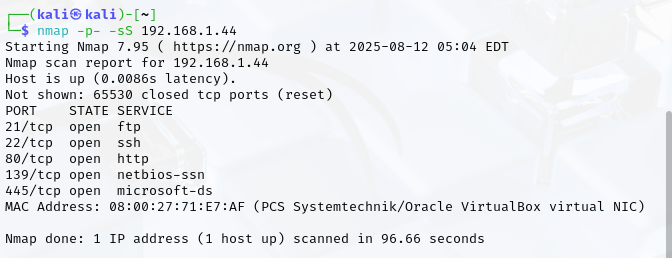 ┌──(kali㉿kali)-[~]
└─$ nmap -p- -sS 192.168.1.44
Starting Nmap 7.95 ( https://nmap.org ) at 2025-08-12 05:04 EDT
Nmap scan report for 192.168.1.44
Host is up (0.0086s latency).
Not shown: 65530 closed tcp ports (reset)
PORT    STATE SERVICE
21/tcp  open  ftp
22/tcp  open  ssh
80/tcp  open  http
139/tcp open  netbios-ssn
445/tcp open  microsoft-ds
MAC Address: 08:00:27:71:E7:AF (PCS Systemtechnik/Oracle VirtualBox virtual NIC)
Nmap done: 1 IP address (1 host up) scanned in 96.66 seconds